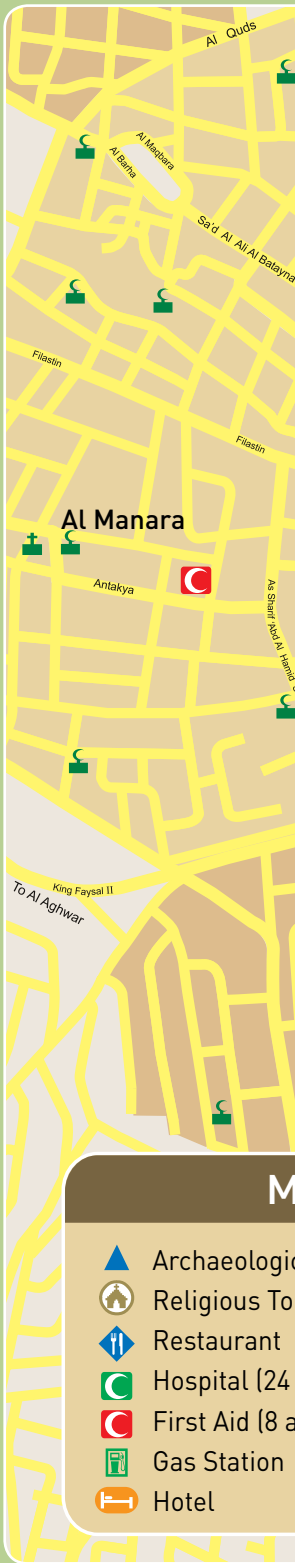 Al Quds
Al Maqbara
Al Barha
Sa'd Al Ali Al Batayna
Filastin
Filastin
Al Manara
Antakya
As Sharif 'Abd Al Hamid
King Faysal II
To Al Aghwar
M
Archaeologic
Religious To
Restaurant
Hospital (24
First Aid (8 a
Gas Station
Hotel